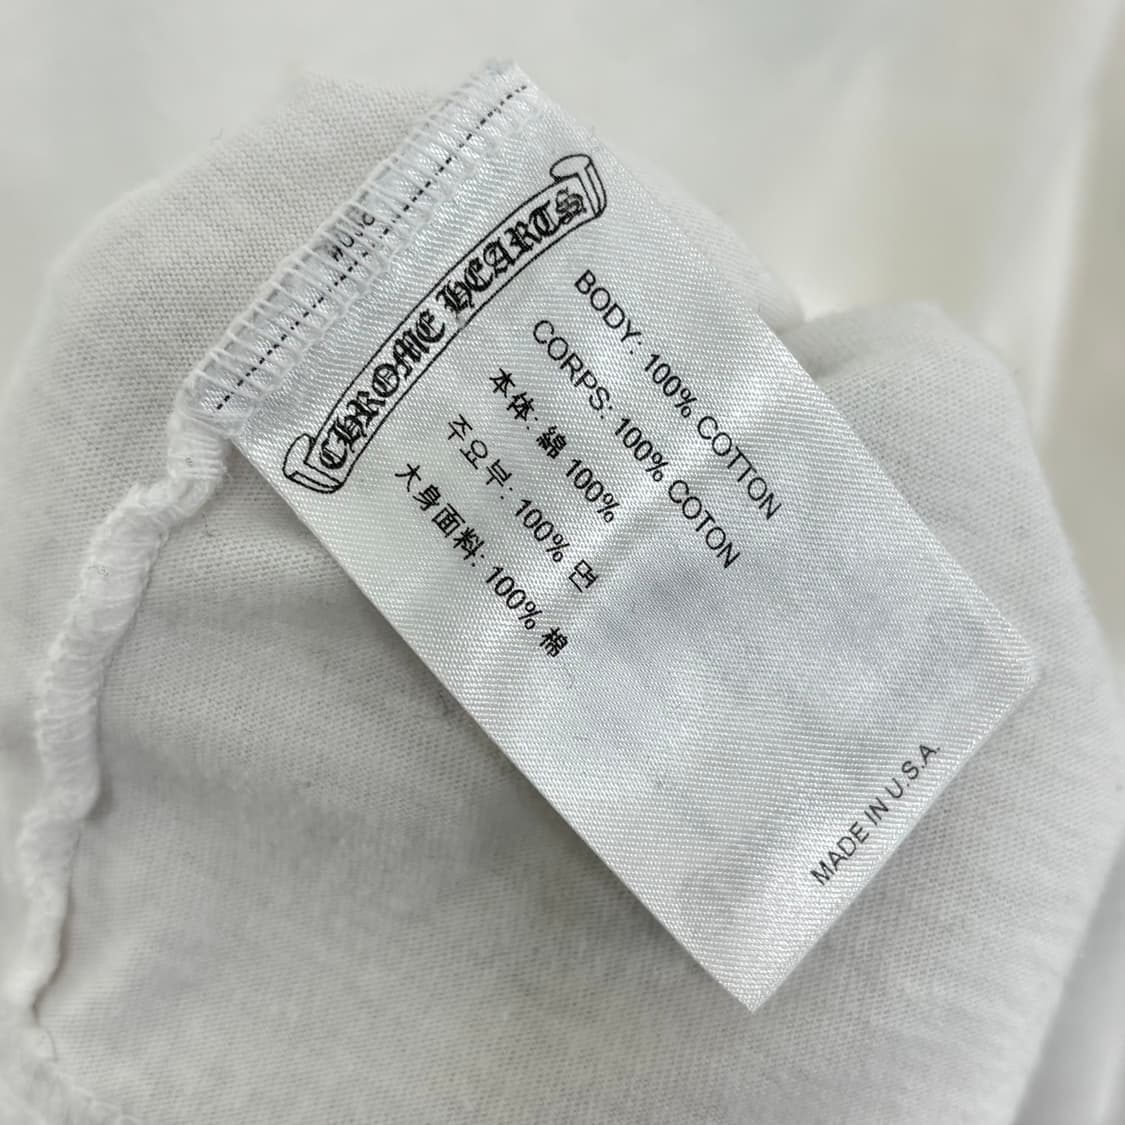 CHROME HEARTS
BODY: 100% COTTON
CORPS: 100% COTON
本体: 綿 100%
주요부: 100% 면
大身面料: 100% 棉
MADE IN U.S.A.